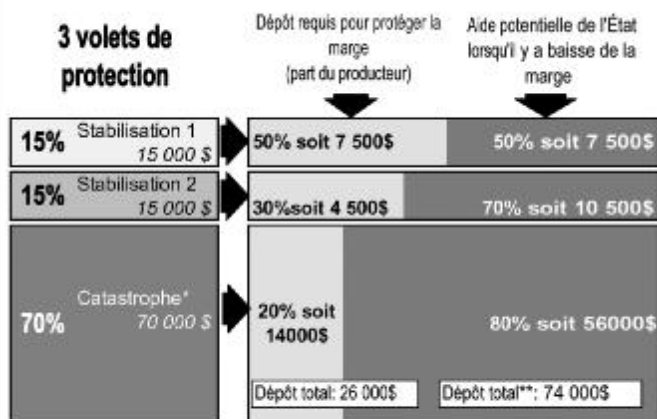 3 volets de
protection
Dépôt requis pour protéger la
marge
(part du producteur)
Aide potentielle de l'État
lorsqu'il y a baisse de la
marge
15% Stabilisation 1
15 000 $
50% soit 7 500$
50% soit 7 500$
15% Stabilisation 2
15 000 $
30%soit 4 500$
70% soit 10 500$
70% Catastrophe*
70 000 $
20% soit
14000$
80% soit 56000$
Dépôt total: 26 000$
Dépôt total**: 74 000$